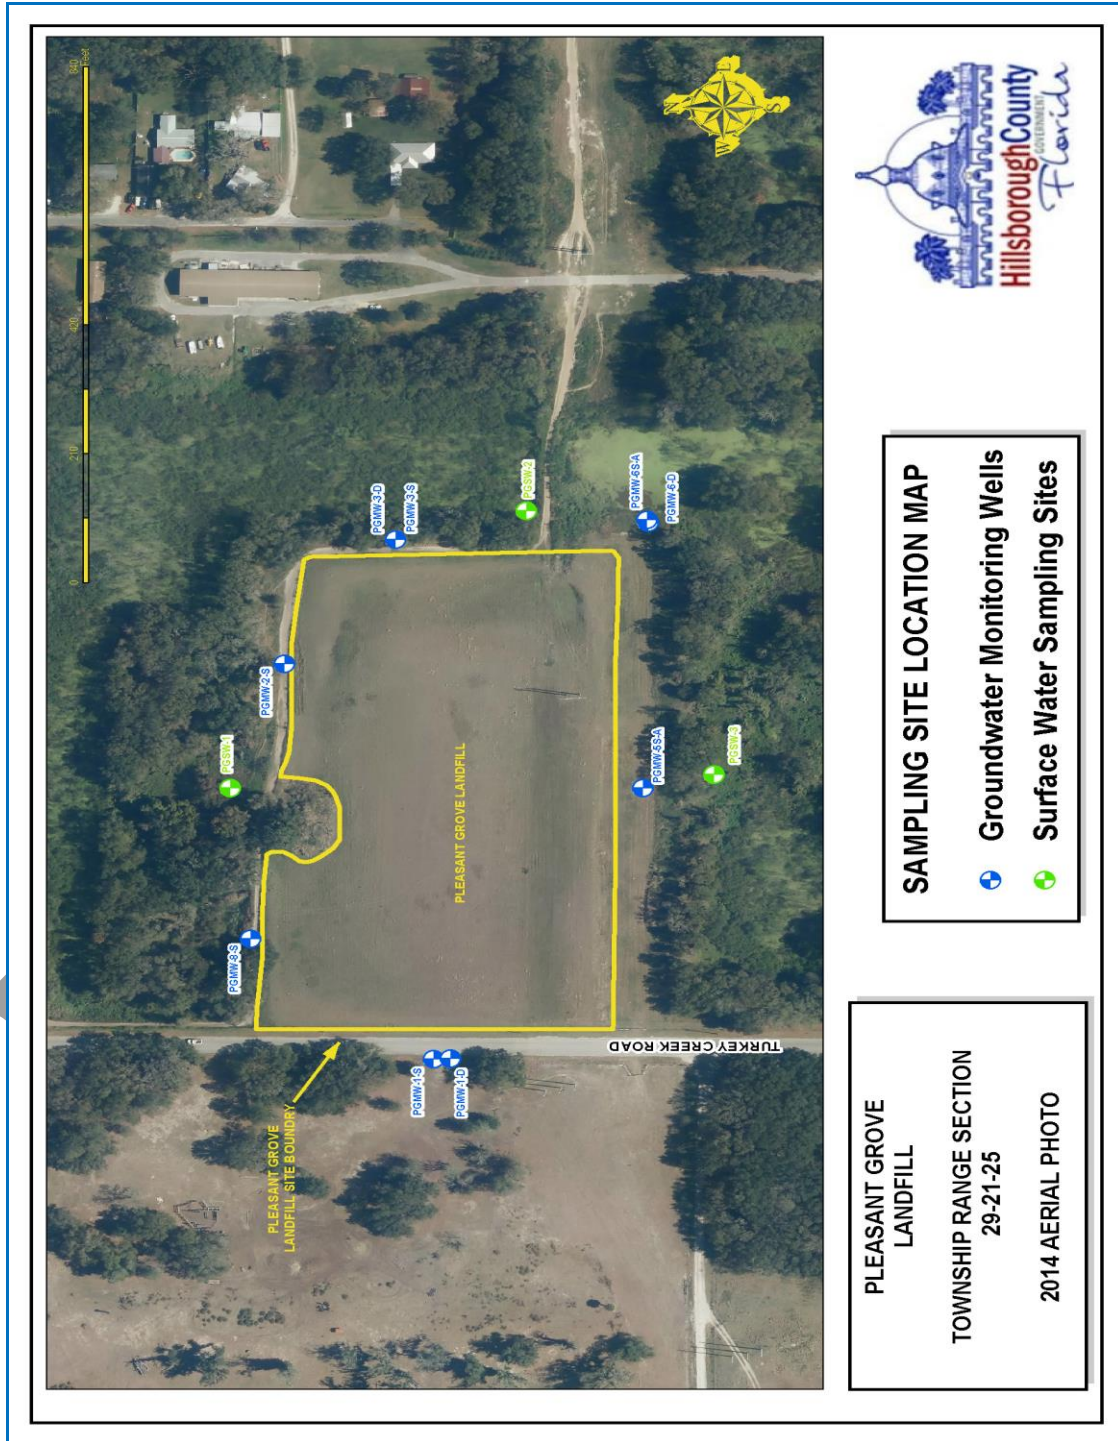 0
210
420
840
Feet
N
E
S
W
PGMW-8-S
PGSW-1
PGMW-2-S
PGMW-3-D
PGMW-3-S
PGSW-2
PGMW-6S-A
PGMW-6-D
PGMW-5S-A
PGSW-3
PLEASANT GROVE LANDFILL
PGMW-1-S
PGMW-1-D
PLEASANT GROVE
LANDFILL SITE BOUNDRY
TURKEY CREEK ROAD
PLEASANT GROVE
LANDFILL
TOWNSHIP RANGE SECTION
29-21-25
2014 AERIAL PHOTO
SAMPLING SITE LOCATION MAP
Groundwater Monitoring Wells
Surface Water Sampling Sites
HillsboroughCounty
GOVERNMENT
Florida